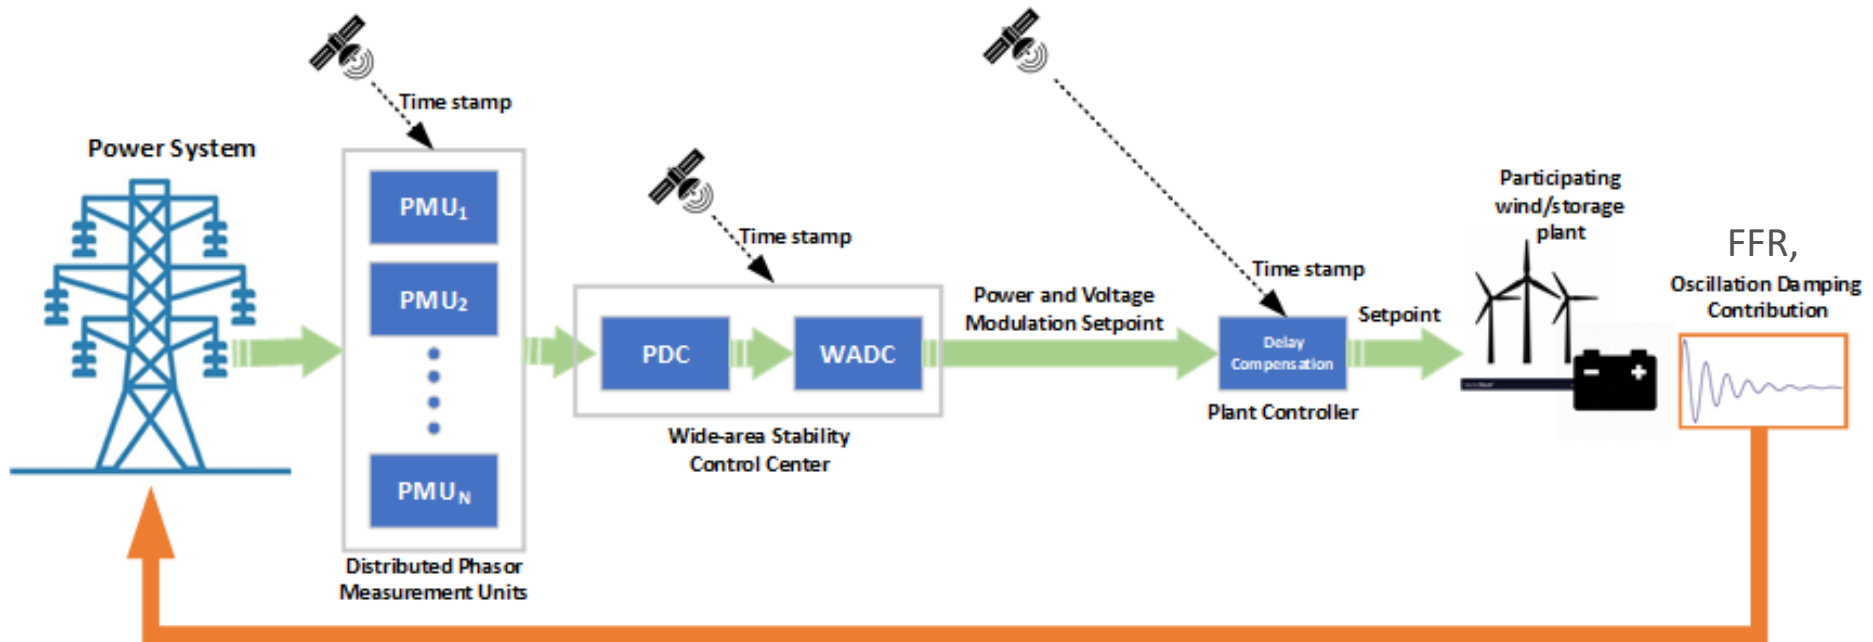 Power System
Time stamp
PMU1
PMU2
PMUN
Distributed Phasor
Measurement Units
Time stamp
PDC
WADC
Wide-area Stability
Control Center
Power and Voltage
Modulation Setpoint
Time stamp
Delay
Compensation
Plant Controller
Setpoint
Participating
wind/storage
plant
FFR,
Oscillation Damping
Contribution